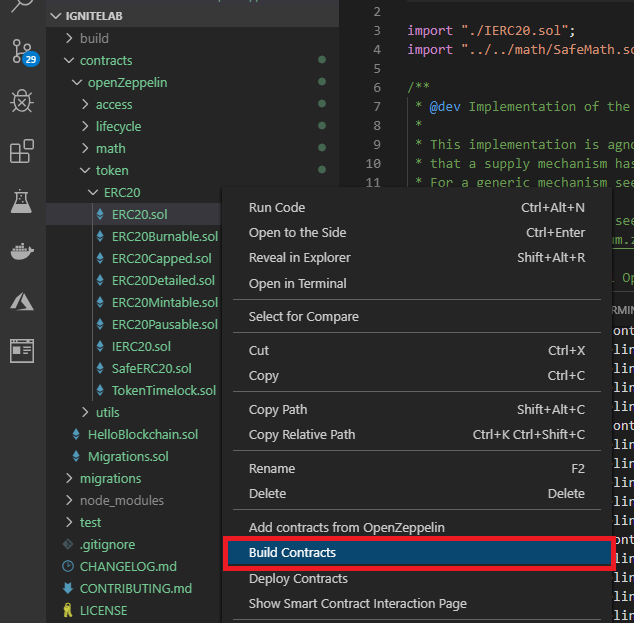 29
IGNITELAB
build
contracts
openZeppelin
access
lifecycle
math
token
ERC20
ERC20.sol
ERC20Burnable.sol
ERC20Capped.sol
ERC20Detailed.sol
ERC20Mintable.sol
ERC20Pausable.sol
IERC20.sol
SafeERC20.sol
TokenTimelock.sol
utils
HelloBlockchain.sol
Migrations.sol
migrations
node_modules
test
.gitignore
CHANGELOG.md
CONTRIBUTING.md
LICENSE
2
3 import "./IERC20.sol";
4 import "../../math/SafeMath.so
5
6 /**
7 * @dev Implementation of the
8 *
9 * This implementation is agno
10 * that a supply mechanism has
11 * For a generic mechanism see
Run Code Ctrl+Alt+N
Open to the Side Ctrl+Enter
Reveal in Explorer Shift+Alt+R
Open in Terminal
Select for Compare
Cut Ctrl+X
Copy Ctrl+C
Copy Path Shift+Alt+C
Copy Relative Path Ctrl+K Ctrl+Shift+C
Rename F2
Delete Delete
Add contracts from OpenZeppelin
Build Contracts
Deploy Contracts
Show Smart Contract Interaction Page